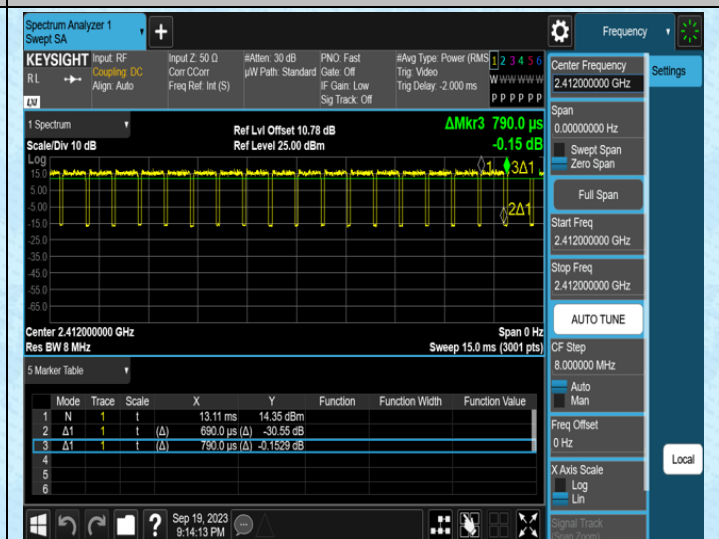 Spectrum Analyzer 1
Swept SA
+
Frequency
KEYSIGHT
RL
LXI
Input: RF
Coupling: DC
Align: Auto
Input Z: 50 Ω
Corr CCorr
Freq Ref: Int (S)
#Atten: 30 dB
µW Path: Standard
PNO: Fast
Gate: Off
IF Gain: Low
Sig Track: Off
#Avg Type: Power (RMS
Trig: Video
Trig Delay: -2.000 ms
1 2 3 4 5 6
W W W W W W
P P P P P P
Center Frequency
2.412000000 GHz
Settings
1 Spectrum
Scale/Div 10 dB
Ref Lvl Offset 10.78 dB
Ref Level 25.00 dBm
ΔMkr3 790.0 µs
-0.15 dB
Log
15.0
5.00
-5.00
-15.0
-25.0
-35.0
-45.0
-55.0
-65.0
1
3Δ1
2Δ1
Center 2.412000000 GHz
Res BW 8 MHz
Span 0 Hz
Sweep 15.0 ms (3001 pts)
Span
0.00000000 Hz
Swept Span
Zero Span
Full Span
Start Freq
2.412000000 GHz
Stop Freq
2.412000000 GHz
AUTO TUNE
CF Step
8.000000 MHz
Auto
Man
Freq Offset
0 Hz
X Axis Scale
Log
Lin
Signal Track
(Span Zoom)
Local
5 Marker Table
Mode Trace Scale X Y Function Function Width Function Value
1 N 1 t 13.11 ms 14.35 dBm
2 Δ1 1 t (Δ) 690.0 µs (Δ) -30.55 dB
3 Δ1 1 t (Δ) 790.0 µs (Δ) -0.1529 dB
4
5
6
?
Sep 19, 2023
9:14:13 PM